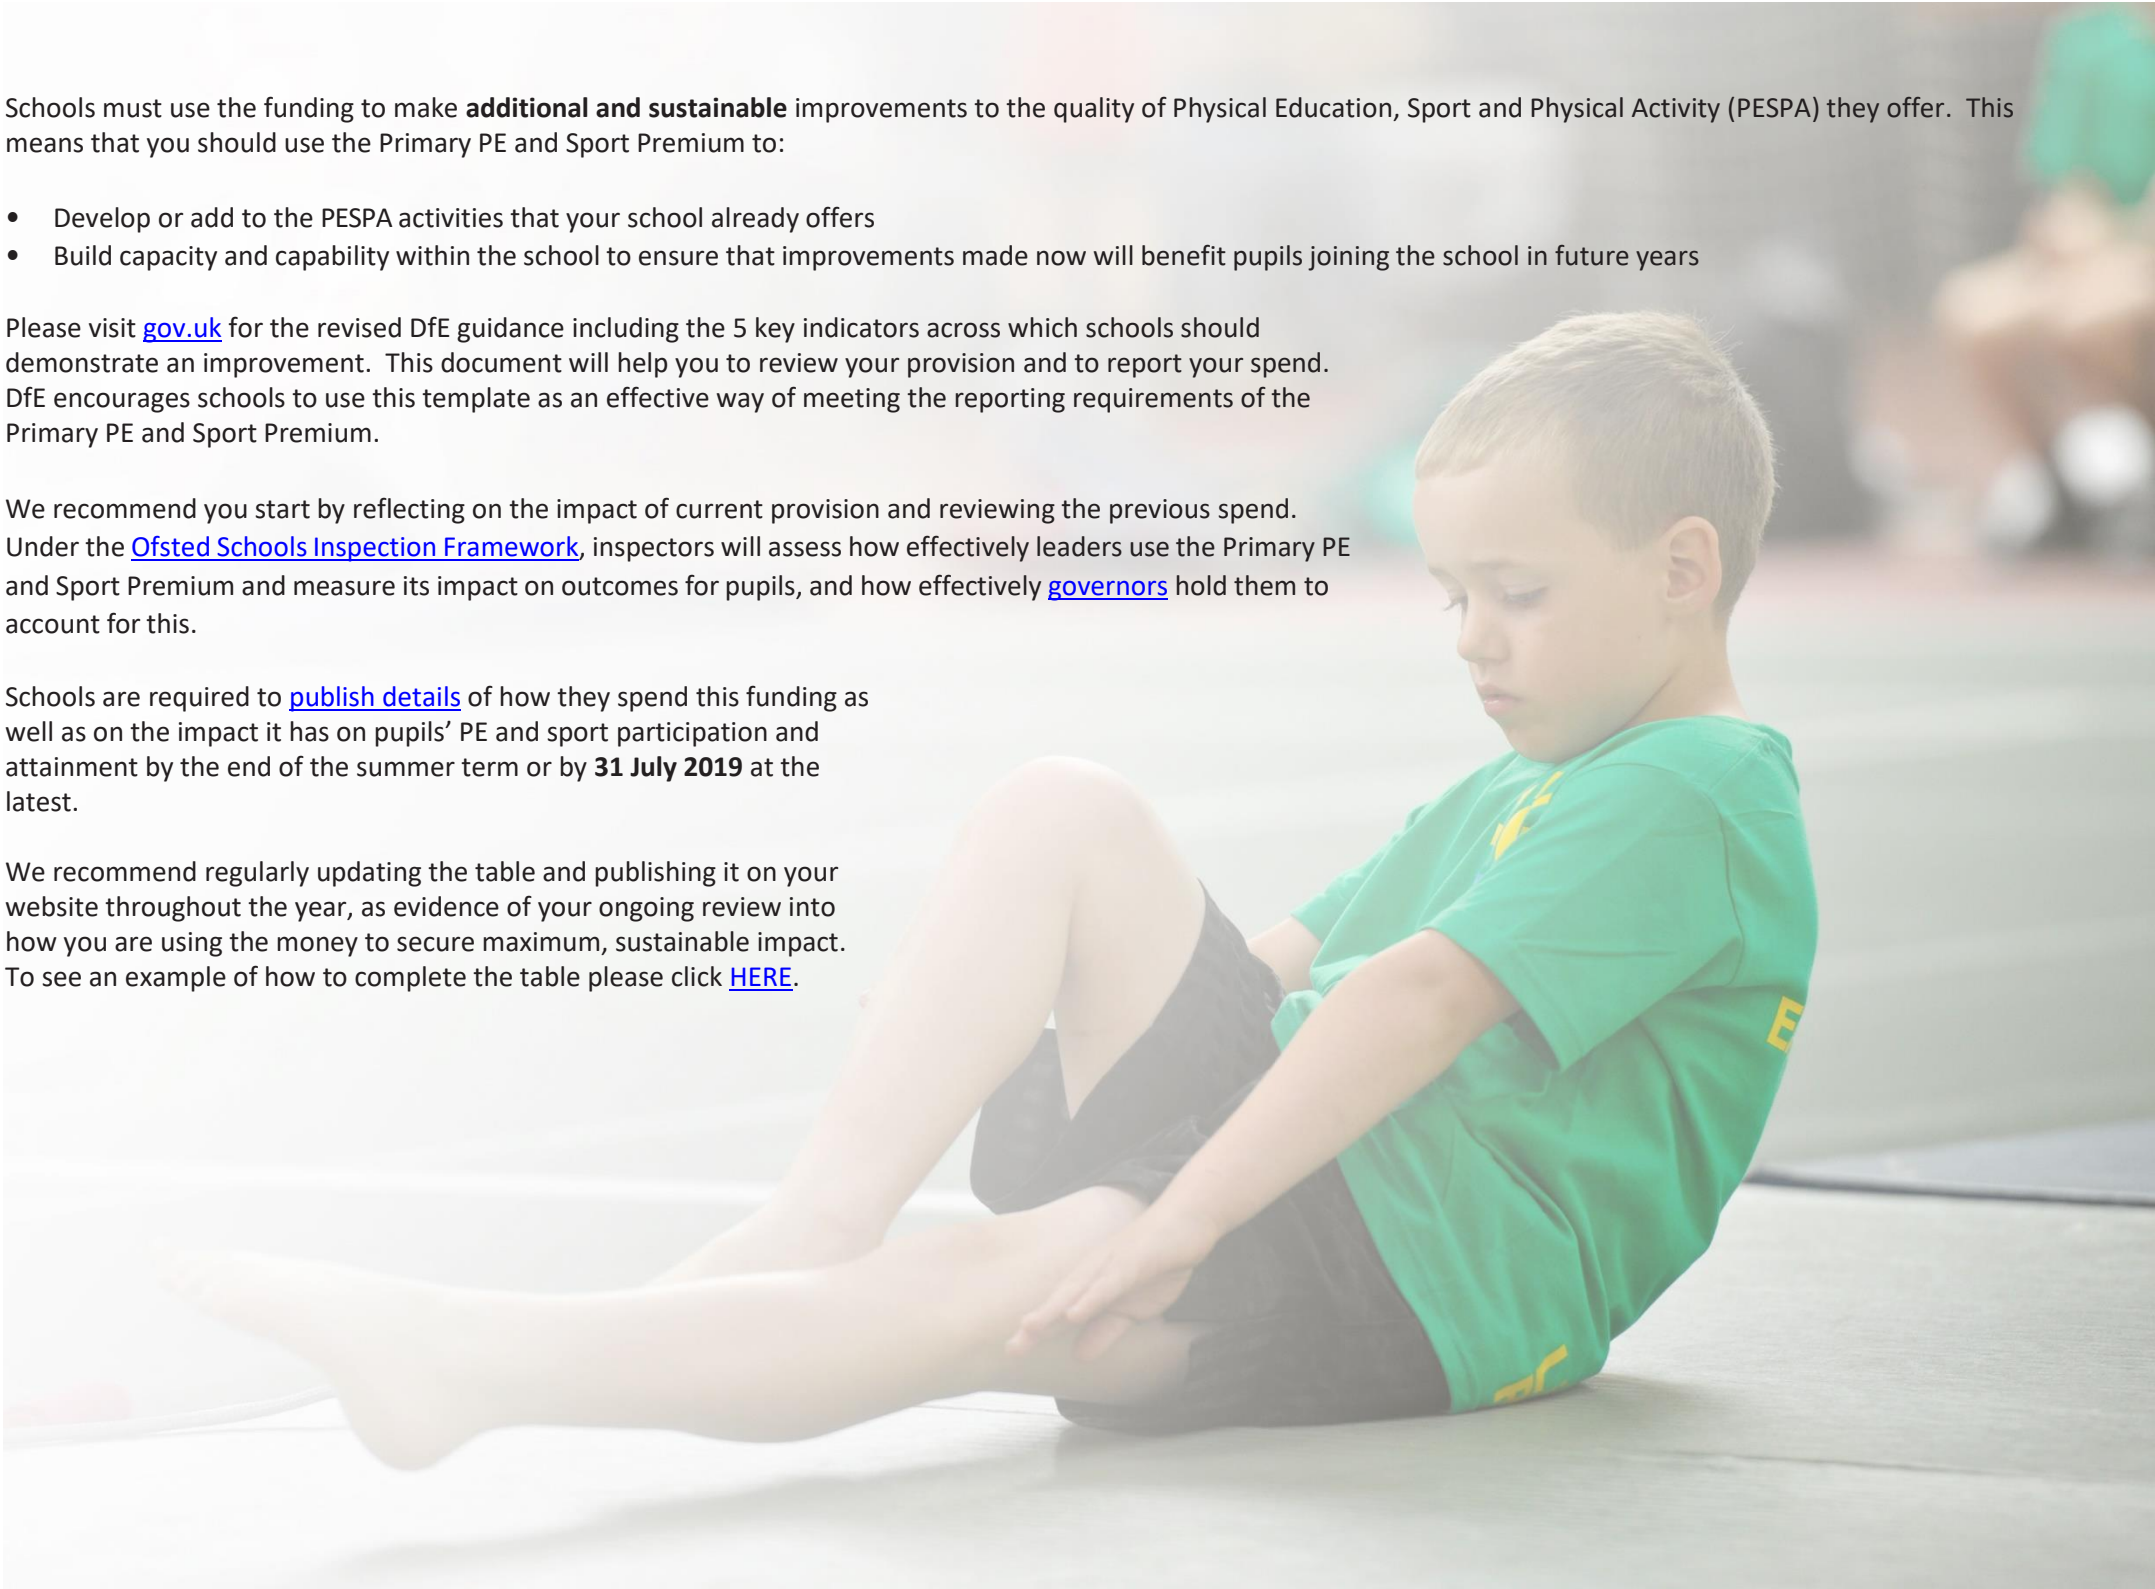 Schools must use the funding to make additional and sustainable improvements to the quality of Physical Education, Sport and Physical Activity (PESPA) they offer.  This
means that you should use the Primary PE and Sport Premium to:
• Develop or add to the PESPA activities that your school already offers
• Build capacity and capability within the school to ensure that improvements made now will benefit pupils joining the school in future years
Please visit gov.uk for the revised DfE guidance including the 5 key indicators across which schools should
demonstrate an improvement.  This document will help you to review your provision and to report your spend.
DfE encourages schools to use this template as an effective way of meeting the reporting requirements of the
Primary PE and Sport Premium.
We recommend you start by reflecting on the impact of current provision and reviewing the previous spend.
Under the Ofsted Schools Inspection Framework, inspectors will assess how effectively leaders use the Primary PE
and Sport Premium and measure its impact on outcomes for pupils, and how effectively governors hold them to
account for this.
Schools are required to publish details of how they spend this funding as
well as on the impact it has on pupils’ PE and sport participation and
attainment by the end of the summer term or by 31 July 2019 at the
latest.
We recommend regularly updating the table and publishing it on your
website throughout the year, as evidence of your ongoing review into
how you are using the money to secure maximum, sustainable impact.
To see an example of how to complete the table please click HERE.